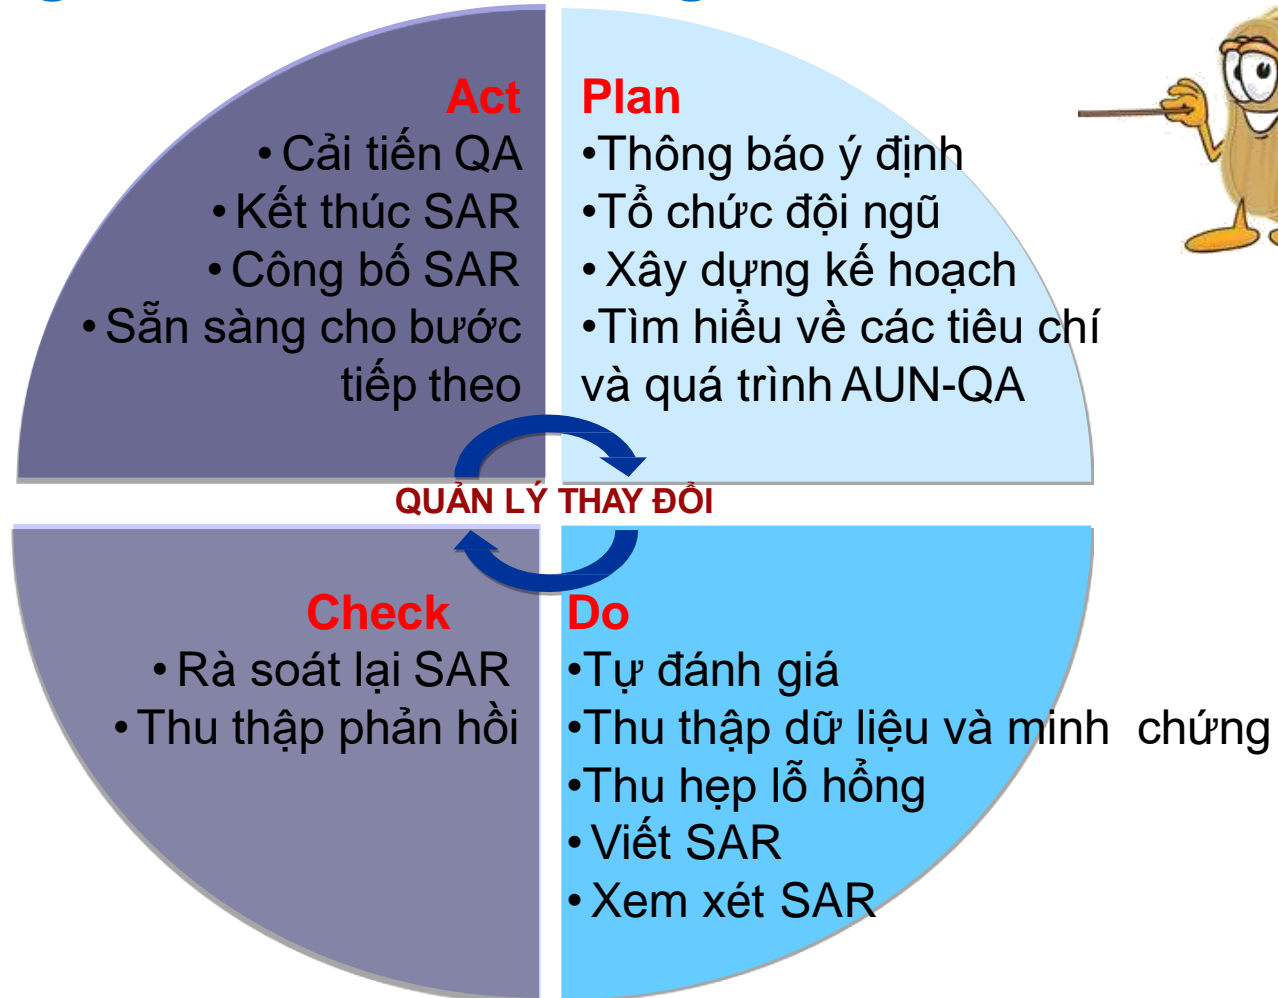 Act
• Cải tiến QA
• Kết thúc SAR
• Công bố SAR
• Sẵn sàng cho bước
tiếp theo
Plan
•Thông báo ý định
•Tổ chức đội ngũ
• Xây dựng kế hoạch
•Tìm hiểu về các tiêu chí
và quá trình AUN-QA
QUẢN LÝ THAY ĐỔI
Check
• Rà soát lại SAR
• Thu thập phản hồi
Do
•Tự đánh giá
•Thu thập dữ liệu và minh chứng
•Thu hẹp lỗ hổng
• Viết SAR
• Xem xét SAR